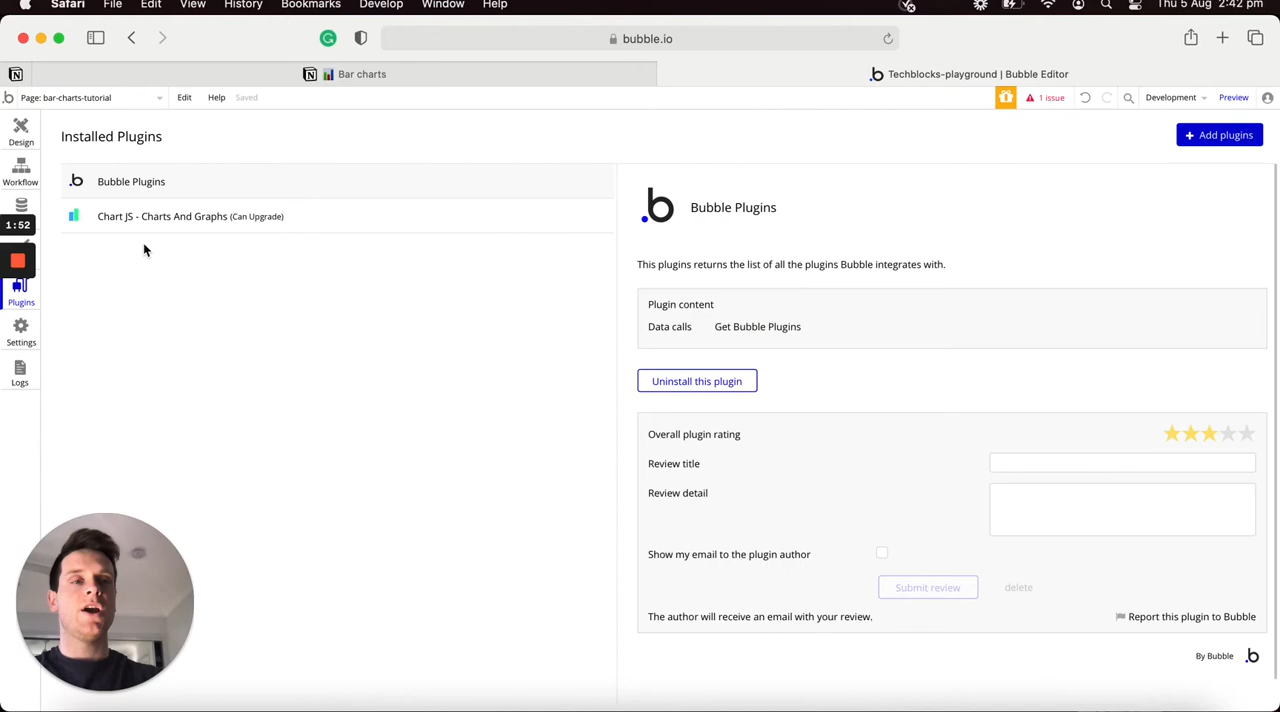 Safari File Edit View History Bookmarks Develop Window Help Thu 5 Aug 2:42 pm
bubble.io
Bar charts
Techblocks-playground | Bubble Editor
Page: bar-charts-tutorial Edit Help Saved 1 issue Development Preview
Installed Plugins
Add plugins
Design
Workflow
1:52
Plugins
Settings
Logs
Bubble Plugins
Chart JS - Charts And Graphs (Can Upgrade)
Bubble Plugins
This plugins returns the list of all the plugins Bubble integrates with.
Plugin content
Data calls Get Bubble Plugins
Uninstall this plugin
Overall plugin rating
Review title
Review detail
Show my email to the plugin author
Submit review delete
The author will receive an email with your review. Report this plugin to Bubble
By Bubble